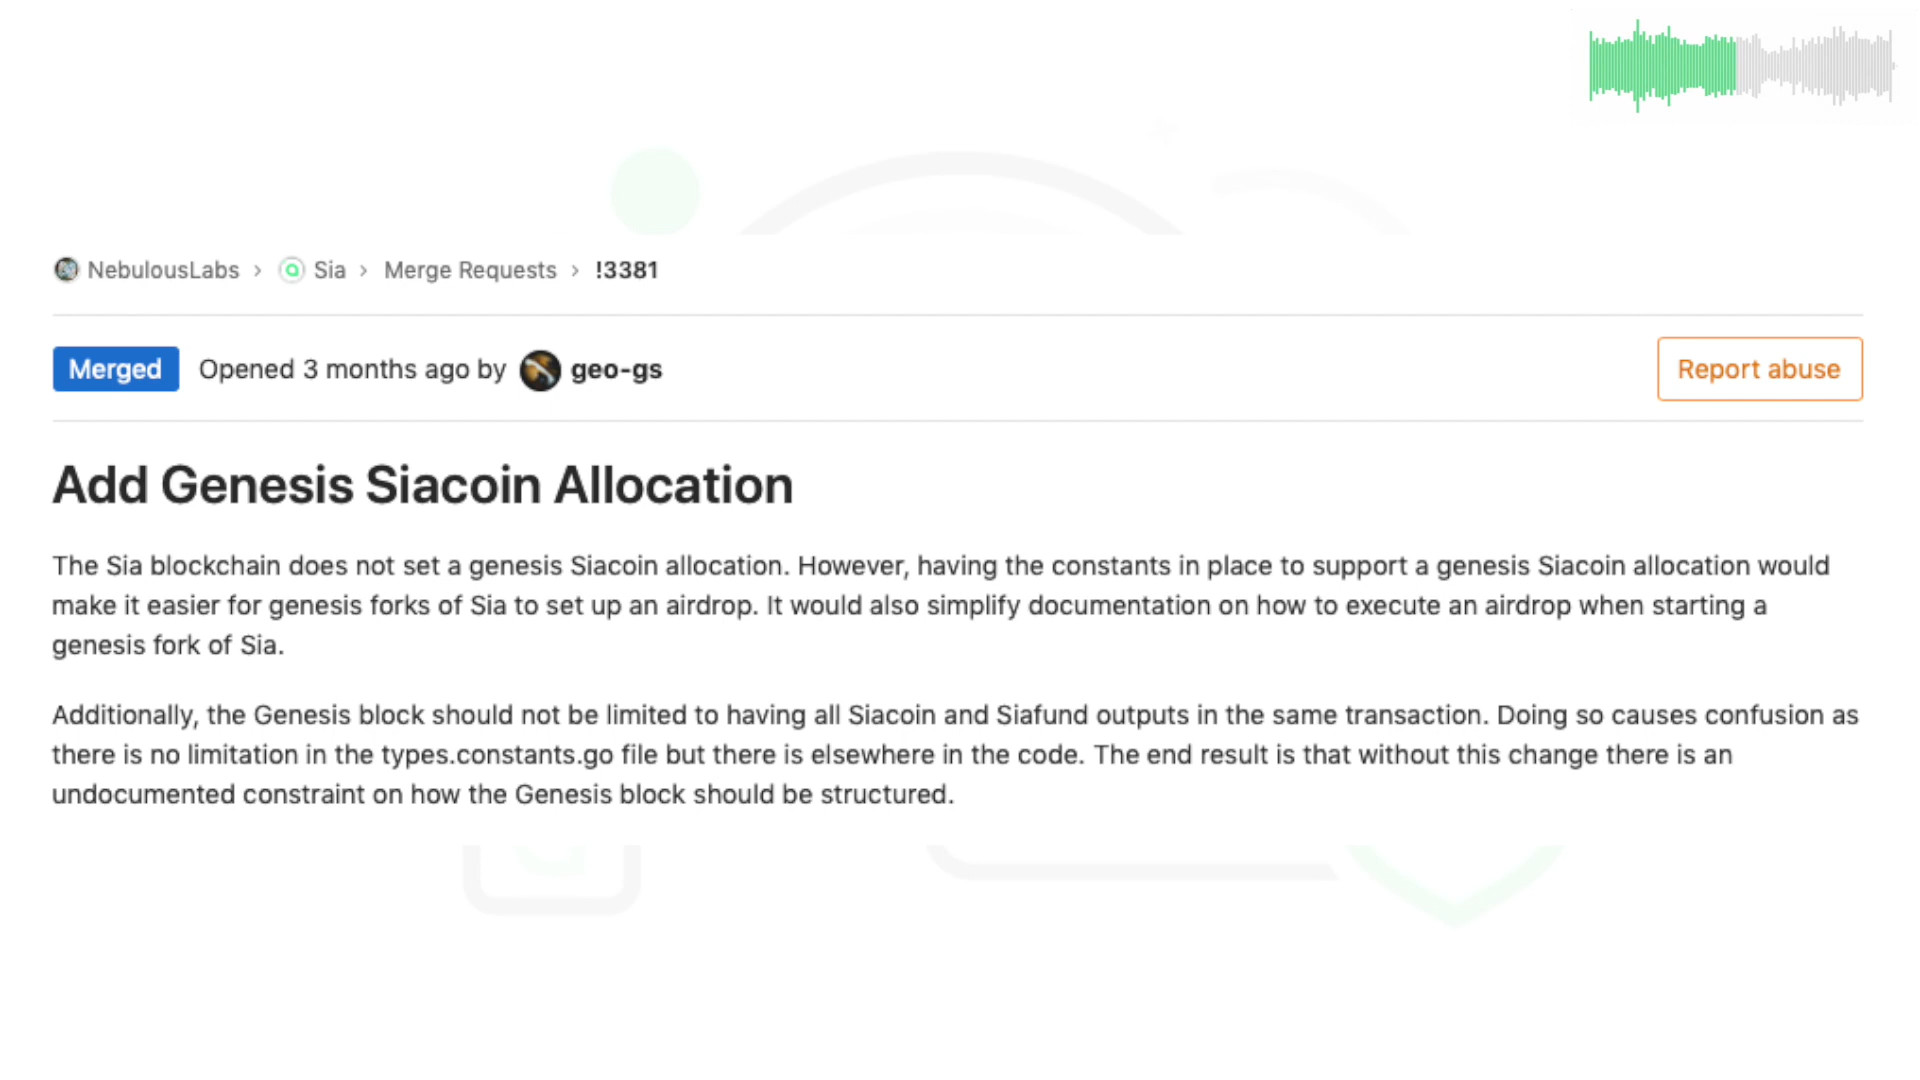 NebulousLabs > Sia > Merge Requests > !3381
Merged Opened 3 months ago by geo-gs Report abuse
Add Genesis Siacoin Allocation
The Sia blockchain does not set a genesis Siacoin allocation. However, having the constants in place to support a genesis Siacoin allocation would
make it easier for genesis forks of Sia to set up an airdrop. It would also simplify documentation on how to execute an airdrop when starting a
genesis fork of Sia.
Additionally, the Genesis block should not be limited to having all Siacoin and Siafund outputs in the same transaction. Doing so causes confusion as
there is no limitation in the types.constants.go file but there is elsewhere in the code. The end result is that without this change there is an
undocumented constraint on how the Genesis block should be structured.